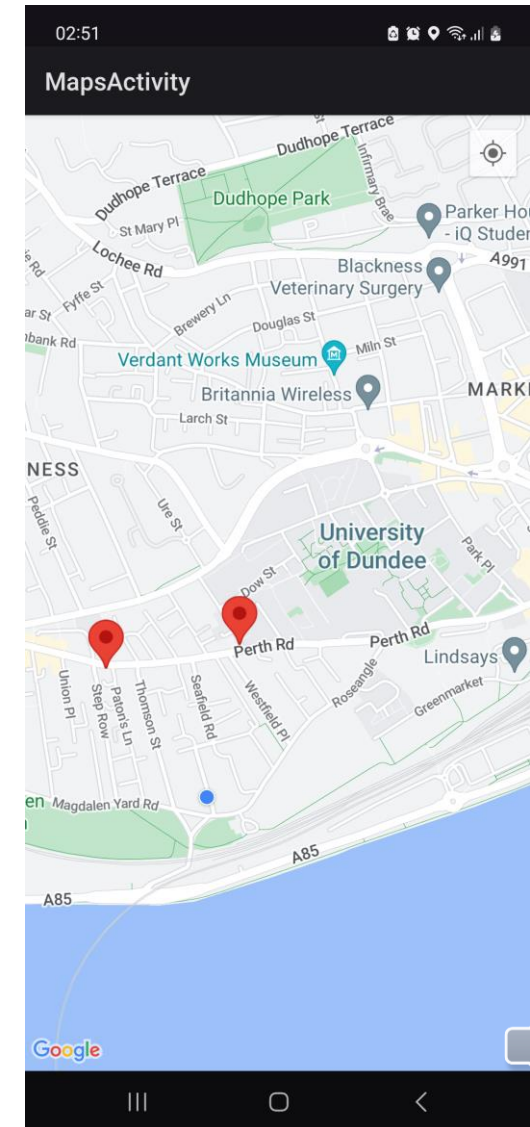 02:51
MapsActivity
Dudhope Terrace
Dudhope Terrace
Infirmary Brae
Dudhope Park
St Mary Pl
Parker Hou
- iQ Studen
A991
Lochee Rd
Blackness
Veterinary Surgery
Fyffe St
Brewery Ln
Douglas St
Miln St
Verdant Works Museum
Britannia Wireless
MARKE
Larch St
NESS
Peddie St
Ure St
University
of Dundee
Park Pl
Dow St
Perth Rd
Perth Rd
Lindsays
Union Pl
Step Row
Paton's Ln
Thomson St
Seafield Rd
Westfield Pl
Roseangle
Greenmarket
en Magdalen Yard Rd
A85
A85
Google